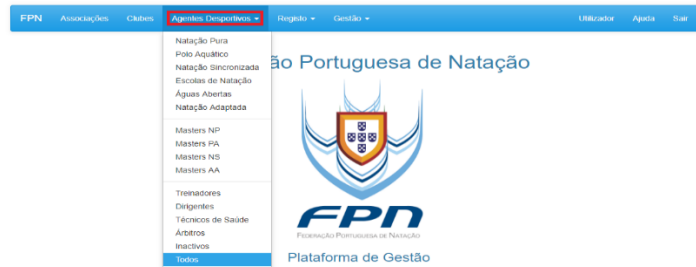 FPN Associações Clubes Agentes Desportivos Registo Gestão Utilizador Ajuda Sair
Natação Pura
Polo Aquático
Natação Sincronizada
Escolas de Natação
Águas Abertas
Natação Adaptada
Masters NP
Masters PA
Masters NS
Masters AA
Treinadores
Dirigentes
Técnicos de Saúde
Árbitros
Inactivos
Todos
ão Portuguesa de Natação
FPN
FEDERAÇÃO PORTUGUESA DE NATAÇÃO
Plataforma de Gestão